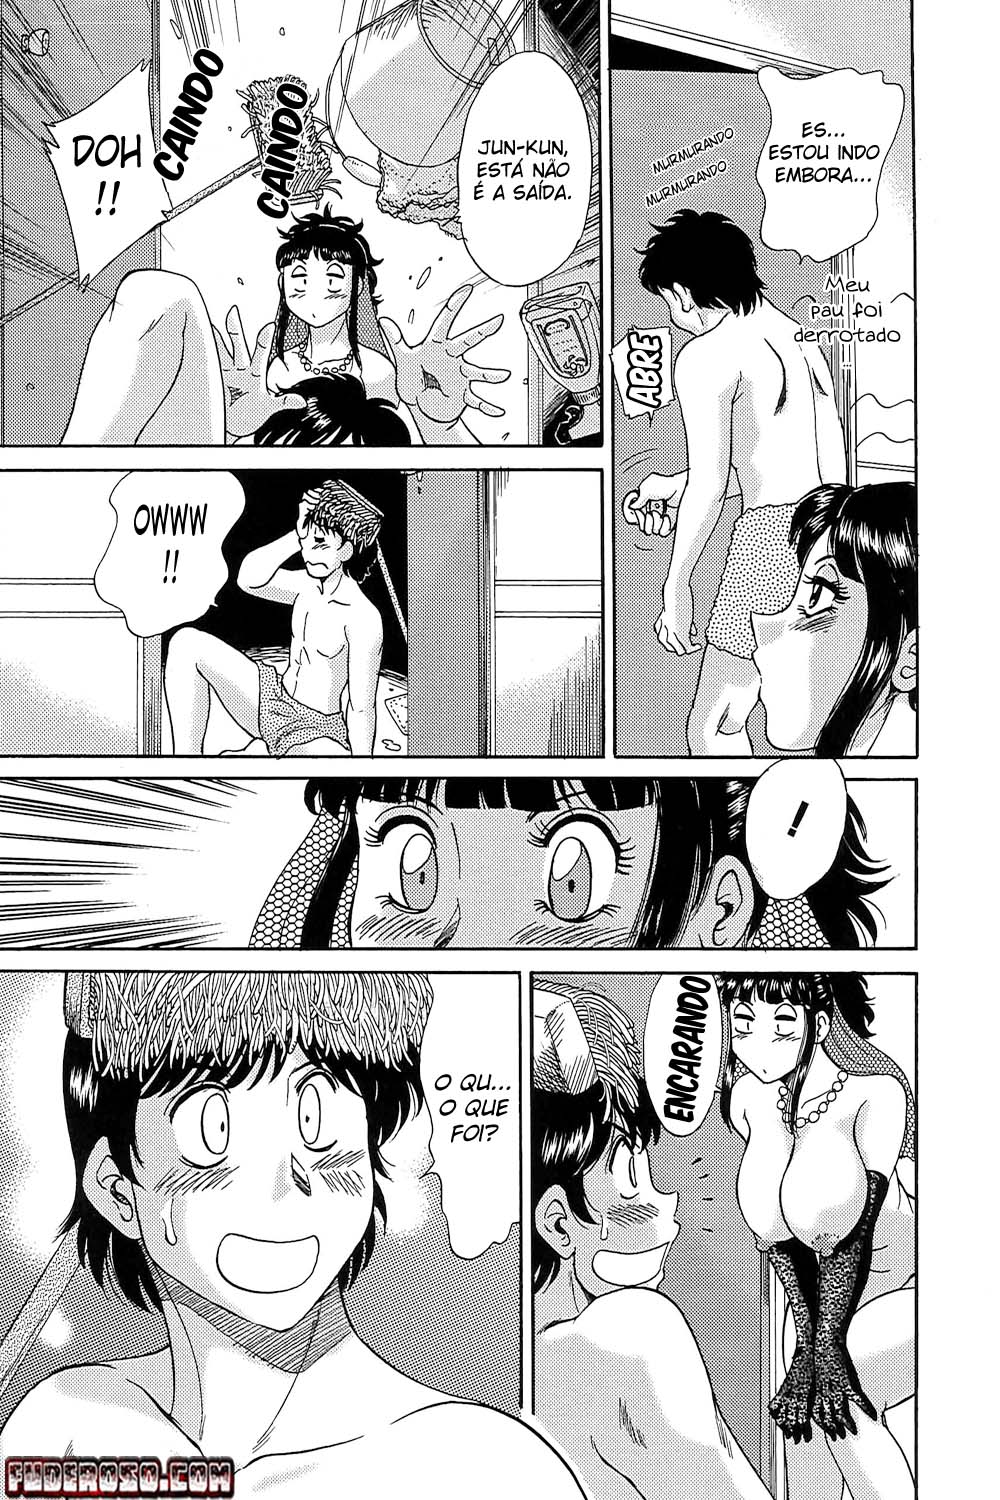 ES...
ESTOU INDO
EMBORA...
MURMURANDO
MURMURANDO
Meu
pau foi
derrotado
!!
ABRE
JUN-KUN,
ESTÁ NÃO
É A SAÍDA.
CAINDO
CAINDO
DOH
!!
OWWW
!!
!
ENCARANDO
O QU...
O QUE
FOI?
FUDEROSO.COM